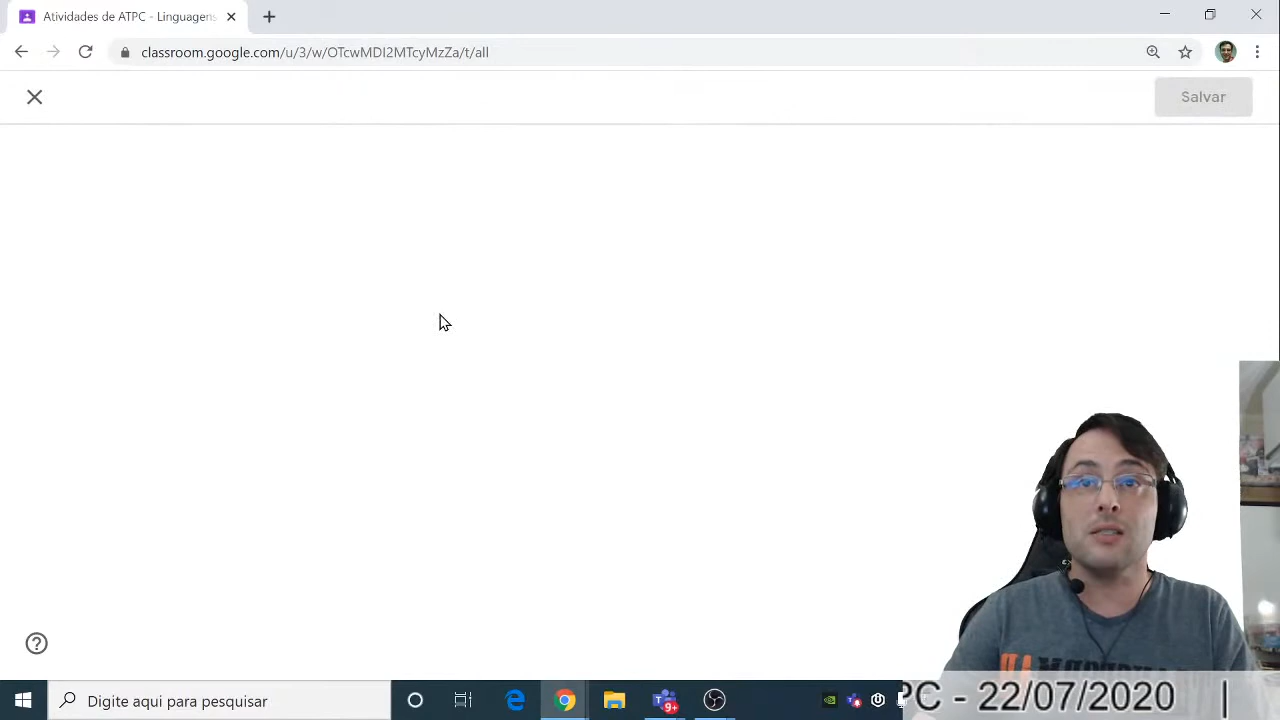 Atividades de ATPC - Linguagens
classroom.google.com/u/3/w/OTcwMDI2MTcyMzZa/t/all
Salvar
Digite aqui para pesquisar
9+
PC - 22/07/2020 |